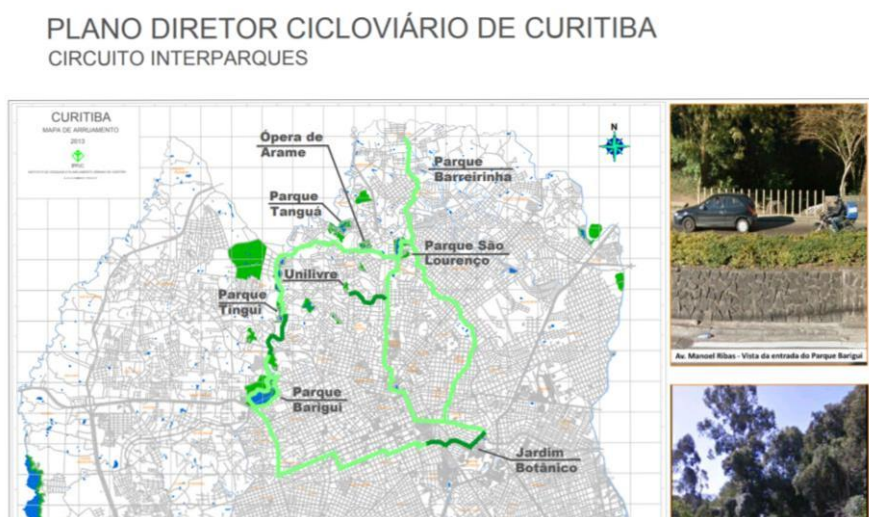 PLANO DIRETOR CICLOVIÁRIO DE CURITIBA
CIRCUITO INTERPARQUES
CURITIBA
MAPA DE ARRUAMENTO
2013
N
Ópera de
Arame
Parque
Barreirinha
Parque
Tanguá
Parque São
Lourenço
Unilivre
Parque
Tingui
Parque
Barigui
Jardim
Botânico
Av. Manoel Ribas - Vista da entrada do Parque Barigui